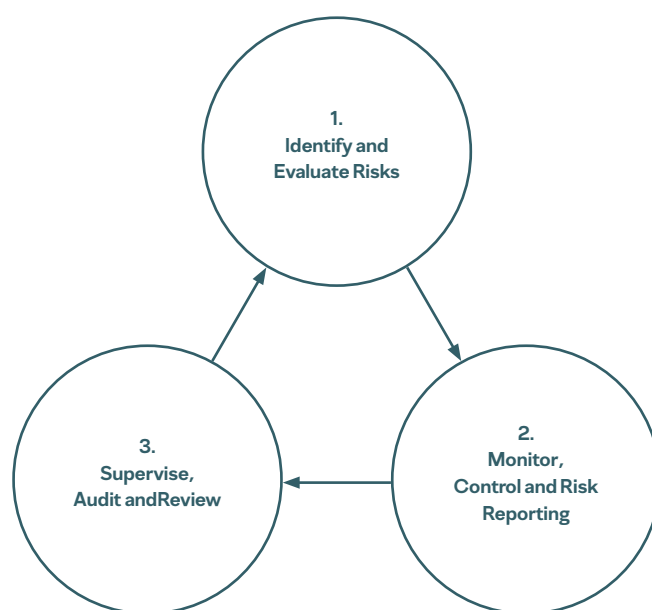 1.
Identify and
Evaluate Risks
2.
Monitor,
Control and Risk
Reporting
3.
Supervise,
Audit andReview